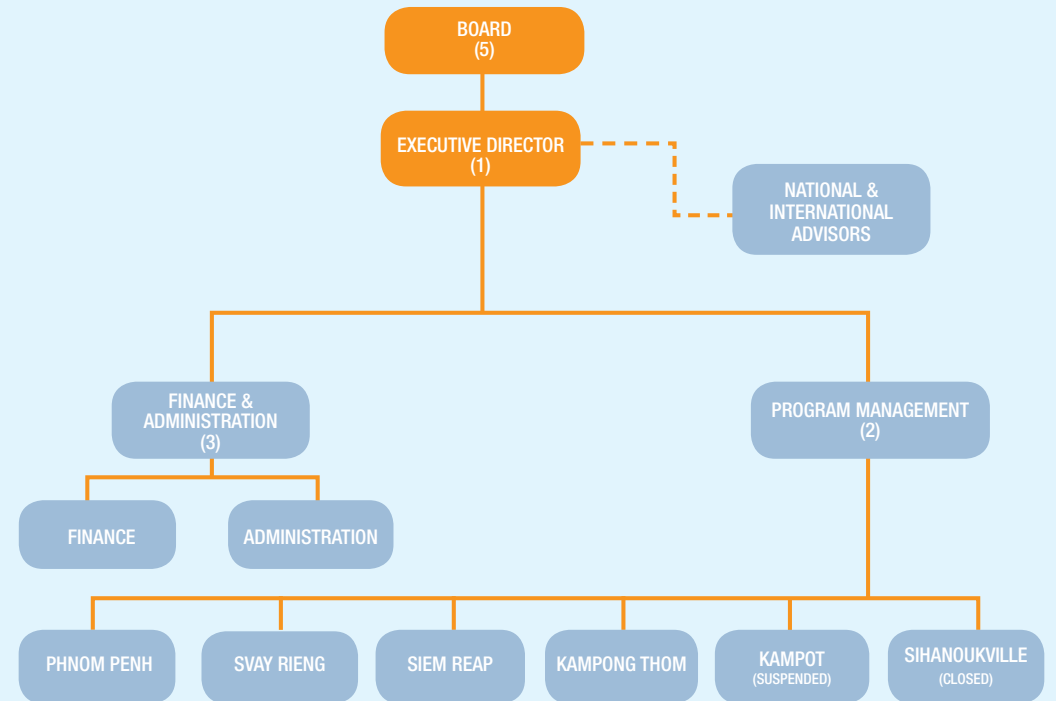 BOARD
(5)
EXECUTIVE DIRECTOR
(1)
NATIONAL &
INTERNATIONAL
ADVISORS
FINANCE &
ADMINISTRATION
(3)
PROGRAM MANAGEMENT
(2)
FINANCE
ADMINISTRATION
PHNOM PENH
SVAY RIENG
SIEM REAP
KAMPONG THOM
KAMPOT
(SUSPENDED)
SIHANOUKVILLE
(CLOSED)